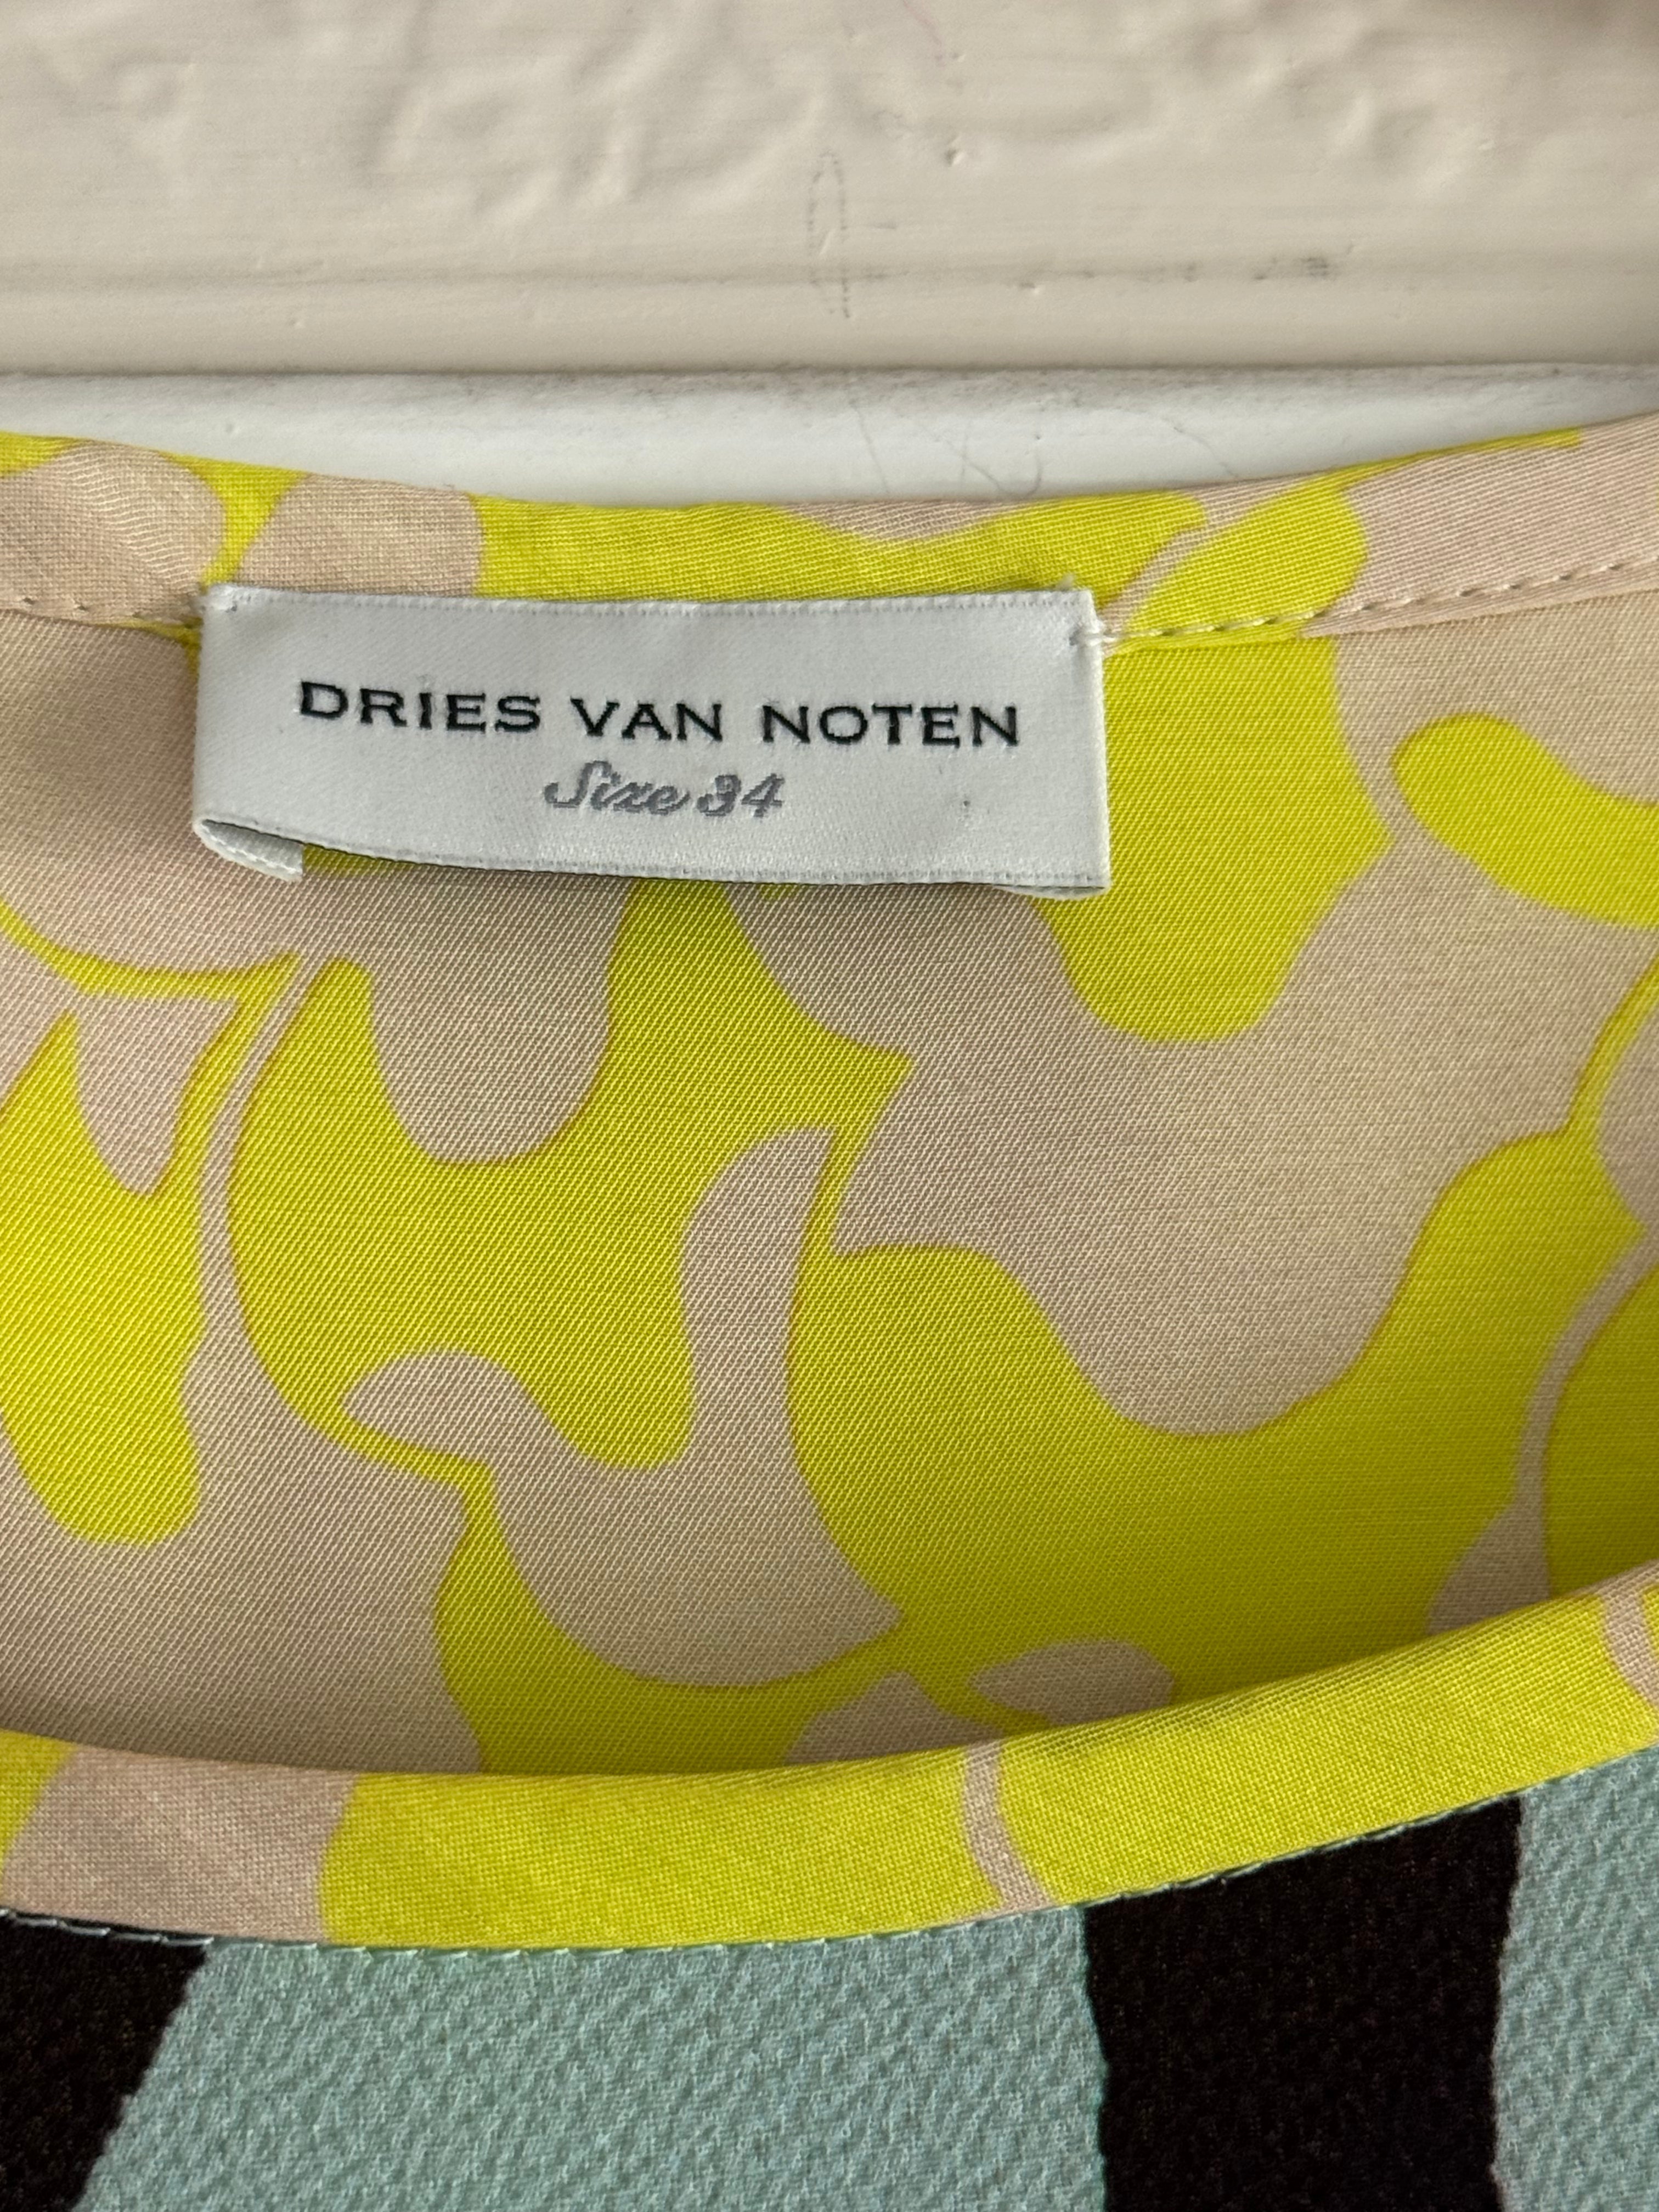 DRIES VAN NOTEN
Size 34